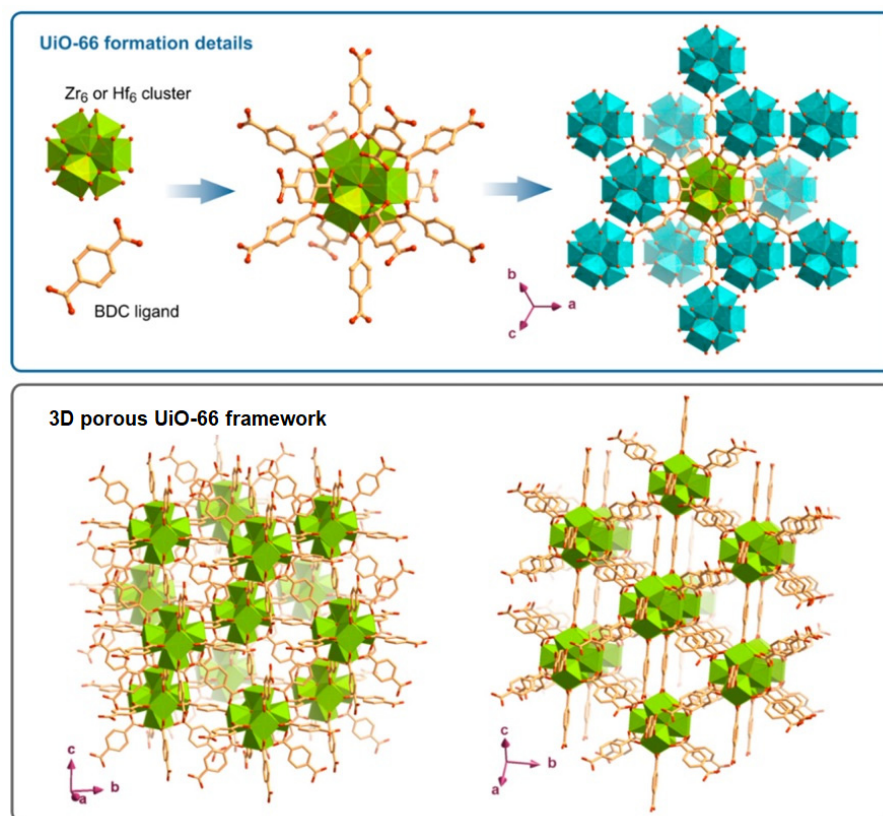 UiO-66 formation details
Zr₆ or Hf₆ cluster
BDC ligand
b
a
c
3D porous UiO-66 framework
c
b
a
c
b
a